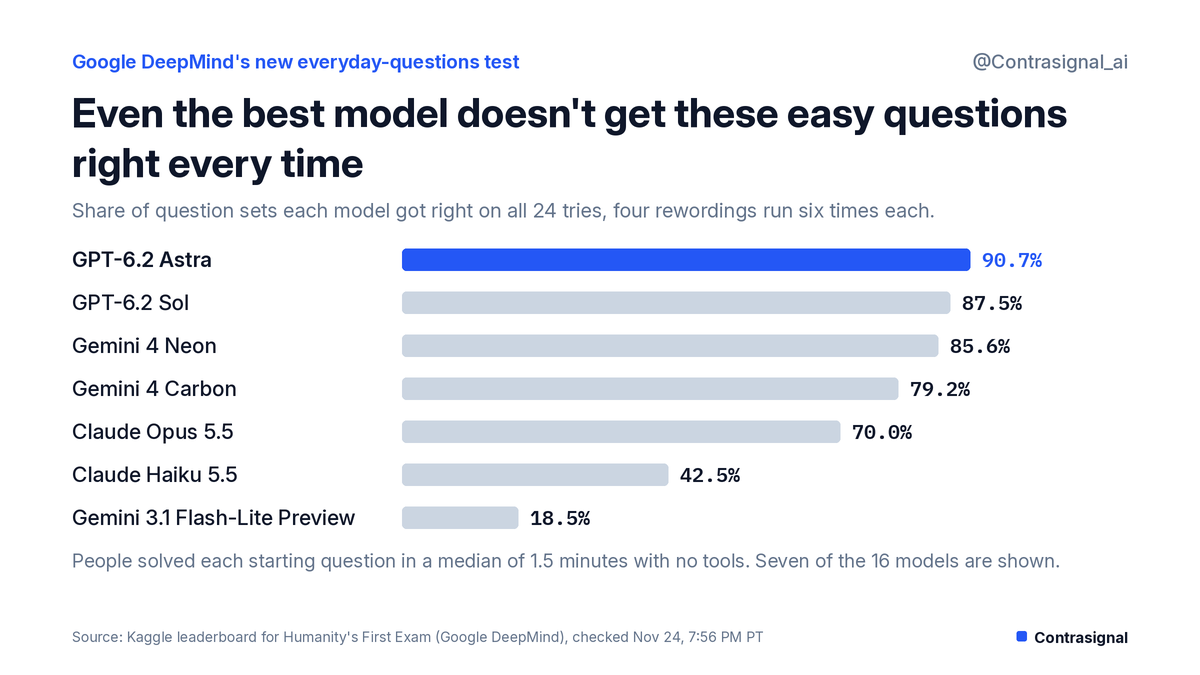 Google DeepMind's new everyday-questions test
@Contrasignal_ai
Even the best model doesn't get these easy questions
right every time
Share of question sets each model got right on all 24 tries, four rewordings run six times each.
GPT-6.2 Astra 90.7%
GPT-6.2 Sol 87.5%
Gemini 4 Neon 85.6%
Gemini 4 Carbon 79.2%
Claude Opus 5.5 70.0%
Claude Haiku 5.5 42.5%
Gemini 3.1 Flash-Lite Preview 18.5%
People solved each starting question in a median of 1.5 minutes with no tools. Seven of the 16 models are shown.
Source: Kaggle leaderboard for Humanity's First Exam (Google DeepMind), checked Nov 24, 7:56 PM PT
Contrasignal